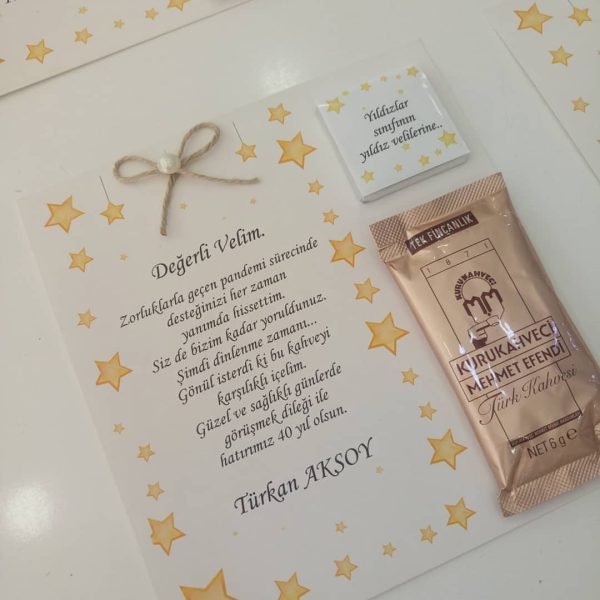 Yıldızlar
sınıfının
yıldız velilerine..
Değerli Velim.
Zorluklarla geçen pandemi sürecinde
desteğinizi her zaman
yanımda hissettim.
Siz de bizim kadar yoruldunuz.
Şimdi dinlenme zamanı...
Gönül isterdi ki bu kahveyi
karşılıklı içelim.
Güzel ve sağlıklı günlerde
görüşmek dileği ile
hatırımız 40 yıl olsun.
Türkan AKSOY
TEK FİNCANLIK
1871
KURUKAHVECİ
MM
KURUKAHVECİ
MEHMET EFENDİ
Türk Kahvesi
NET 6 g e